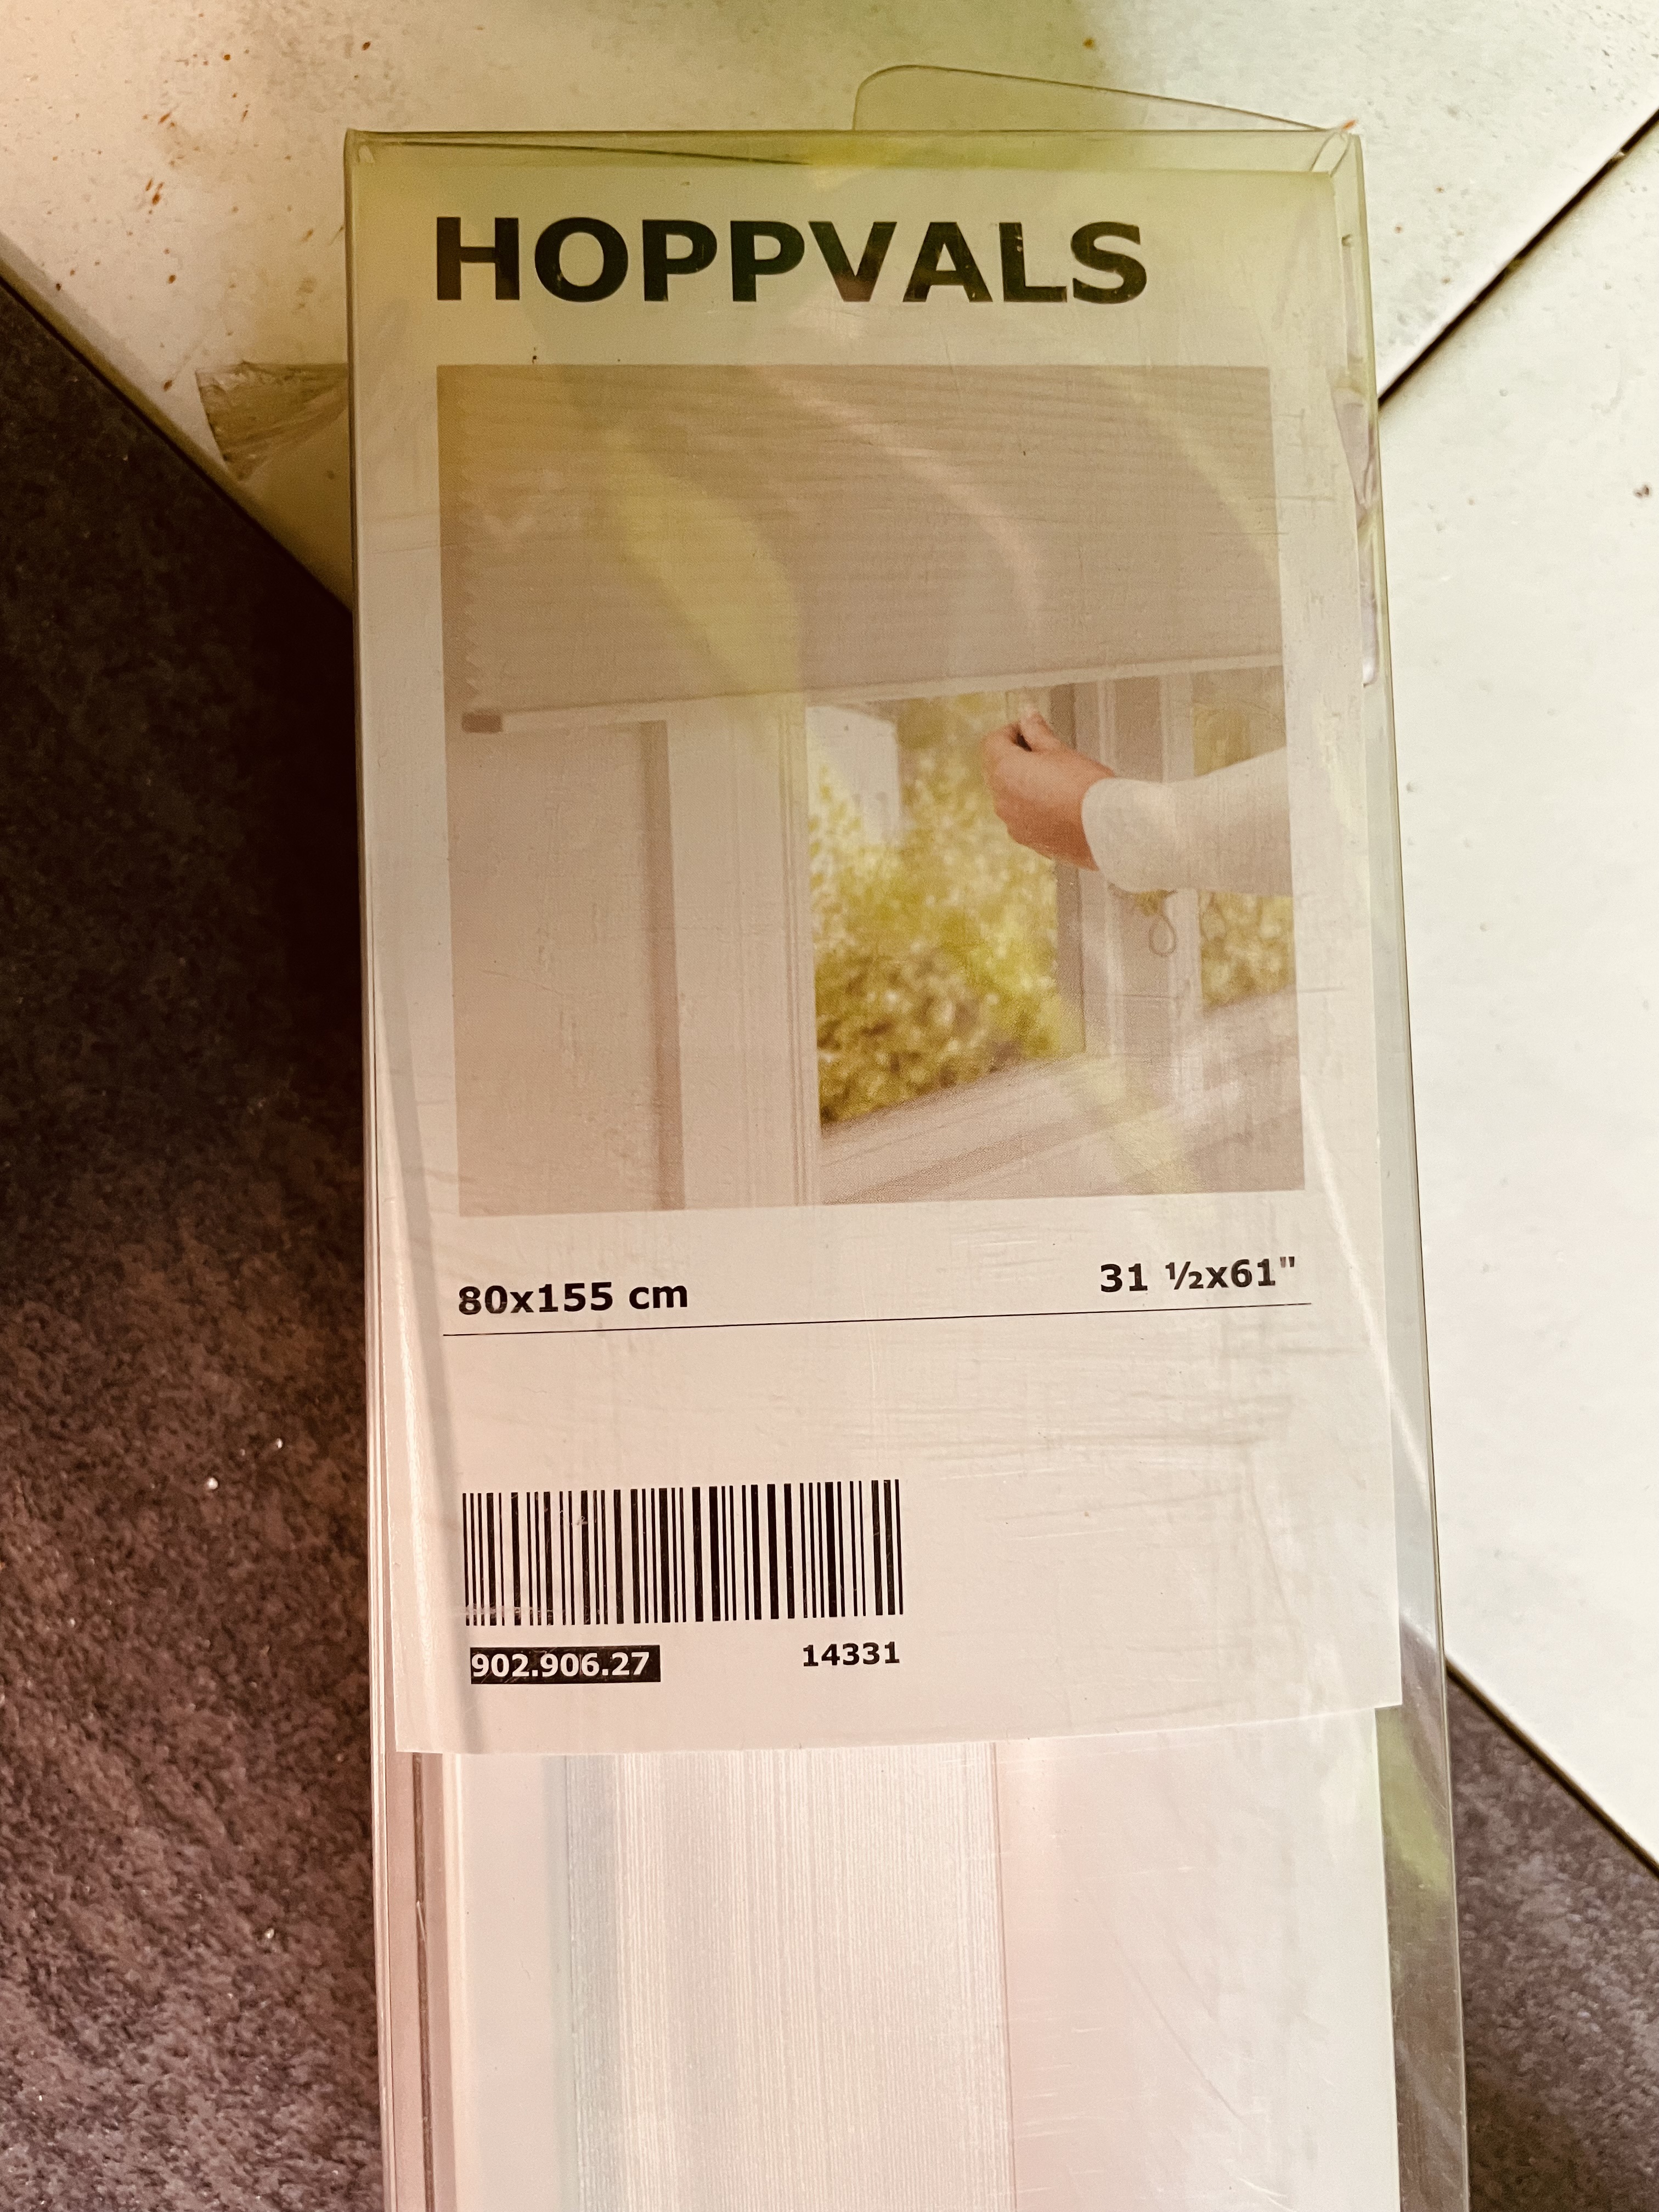 HOPPVALS
80x155 cm
31 ½x61"
902.906.27
14331